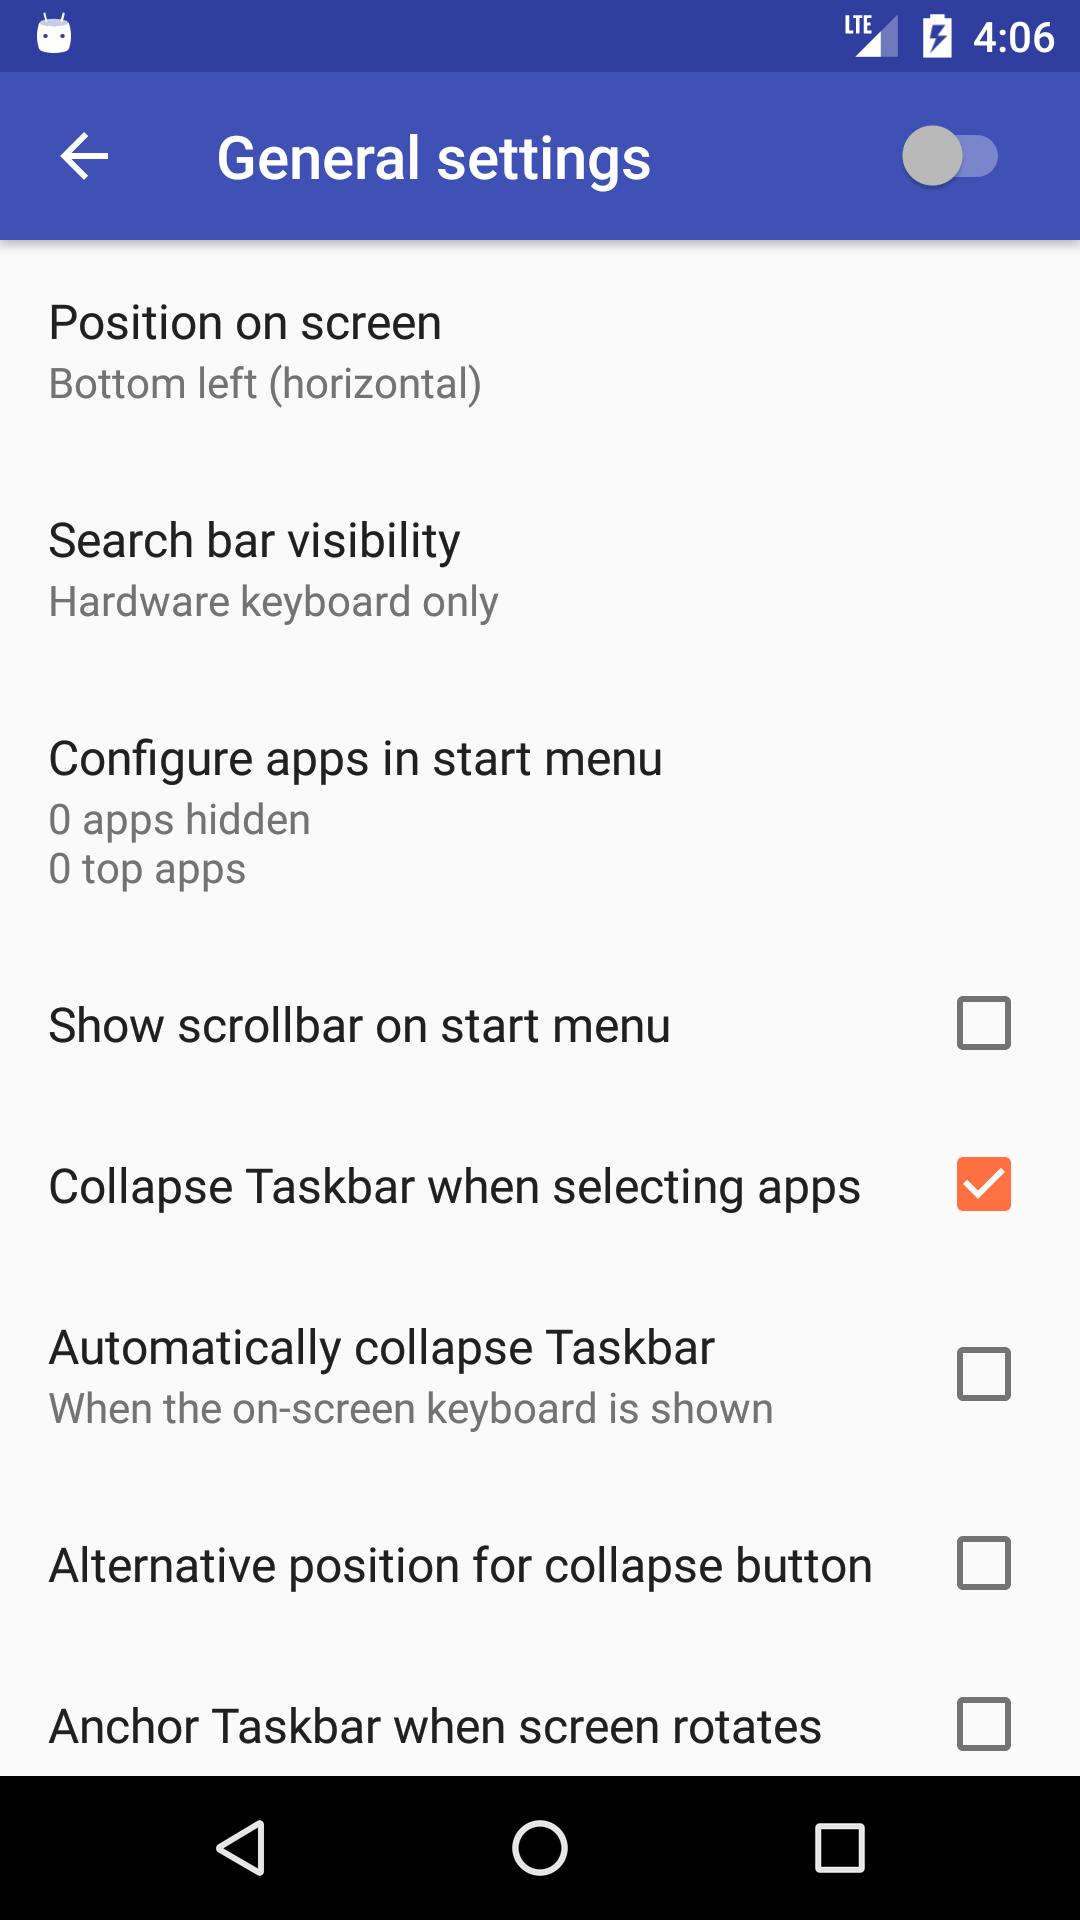 LTE 4:06
General settings
Position on screen
Bottom left (horizontal)
Search bar visibility
Hardware keyboard only
Configure apps in start menu
0 apps hidden
0 top apps
Show scrollbar on start menu
Collapse Taskbar when selecting apps
Automatically collapse Taskbar
When the on-screen keyboard is shown
Alternative position for collapse button
Anchor Taskbar when screen rotates